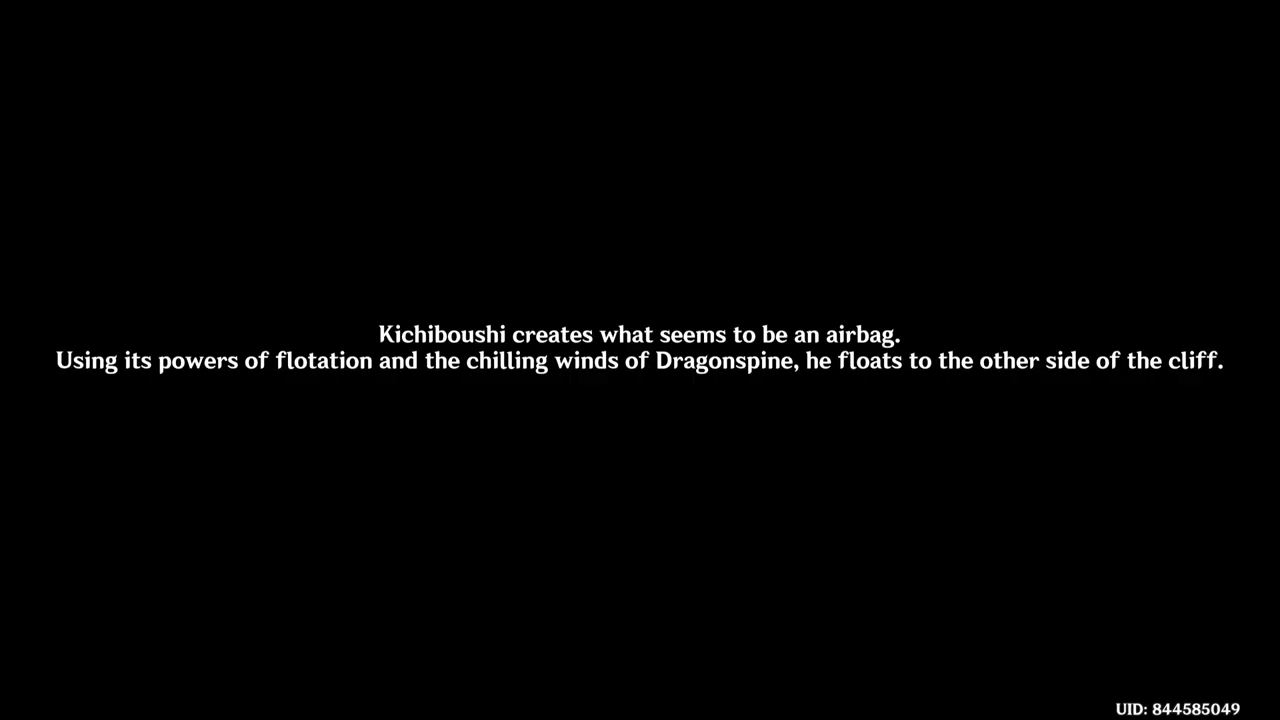 Kichiboushi creates what seems to be an airbag.
Using its powers of flotation and the chilling winds of Dragonspine, he floats to the other side of the cliff.
UID: 844585049